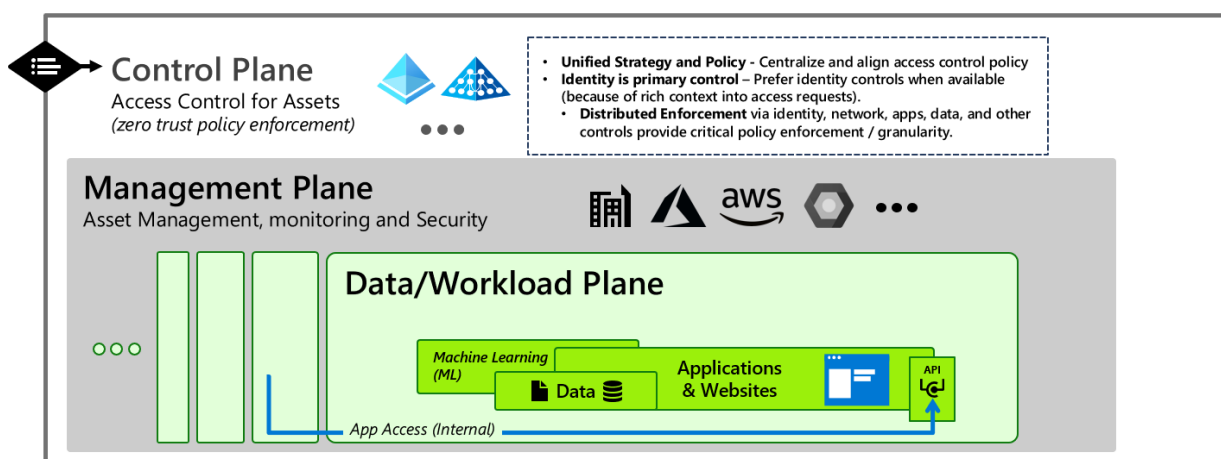 Control Plane
Access Control for Assets
(zero trust policy enforcement)
• Unified Strategy and Policy - Centralize and align access control policy
• Identity is primary control – Prefer identity controls when available
(because of rich context into access requests).
• Distributed Enforcement via identity, network, apps, data, and other
controls provide critical policy enforcement / granularity.
Management Plane
Asset Management, monitoring and Security
aws
Data/Workload Plane
Machine Learning
(ML)
Data
Applications
& Websites
API
App Access (Internal)